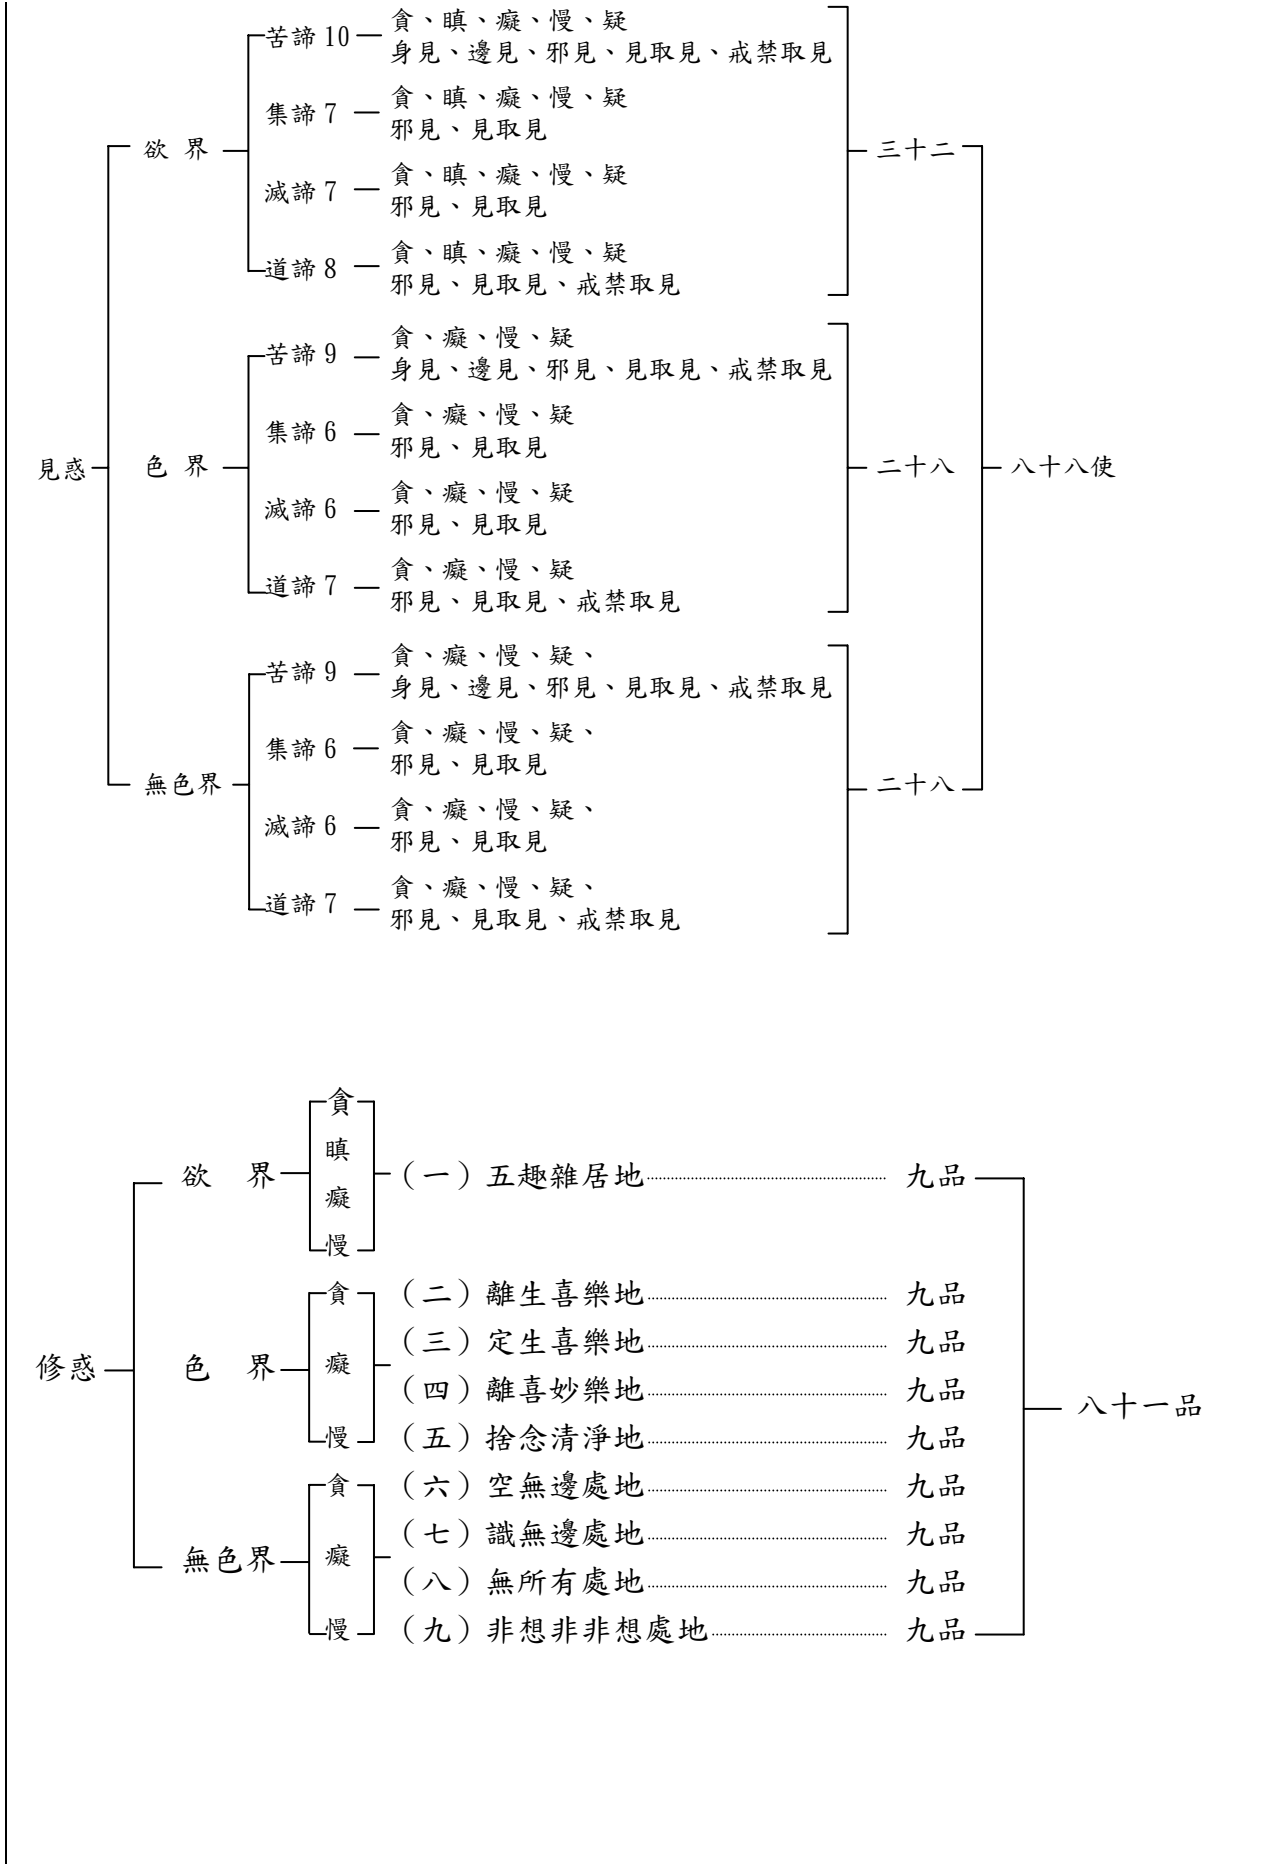 見惑
欲界
苦諦10
貪、瞋、癡、慢、疑
身見、邊見、邪見、見取見、戒禁取見
集諦7
貪、瞋、癡、慢、疑
邪見、見取見
滅諦7
貪、瞋、癡、慢、疑
邪見、見取見
道諦8
貪、瞋、癡、慢、疑
邪見、見取見、戒禁取見
三十二
色界
苦諦9
貪、癡、慢、疑
身見、邊見、邪見、見取見、戒禁取見
集諦6
貪、癡、慢、疑
邪見、見取見
滅諦6
貪、癡、慢、疑
邪見、見取見
道諦7
貪、癡、慢、疑
邪見、見取見、戒禁取見
二十八
無色界
苦諦9
貪、癡、慢、疑、
身見、邊見、邪見、見取見、戒禁取見
集諦6
貪、癡、慢、疑、
邪見、見取見
滅諦6
貪、癡、慢、疑、
邪見、見取見
道諦7
貪、癡、慢、疑、
邪見、見取見、戒禁取見
二十八
八十八使
修惑
欲界
貪
瞋
癡
慢
（一）五趣雜居地 九品
色界
貪
癡
慢
（二）離生喜樂地 九品
（三）定生喜樂地 九品
（四）離喜妙樂地 九品
（五）捨念清淨地 九品
無色界
貪
癡
慢
（六）空無邊處地 九品
（七）識無邊處地 九品
（八）無所有處地 九品
（九）非想非非想處地 九品
八十一品